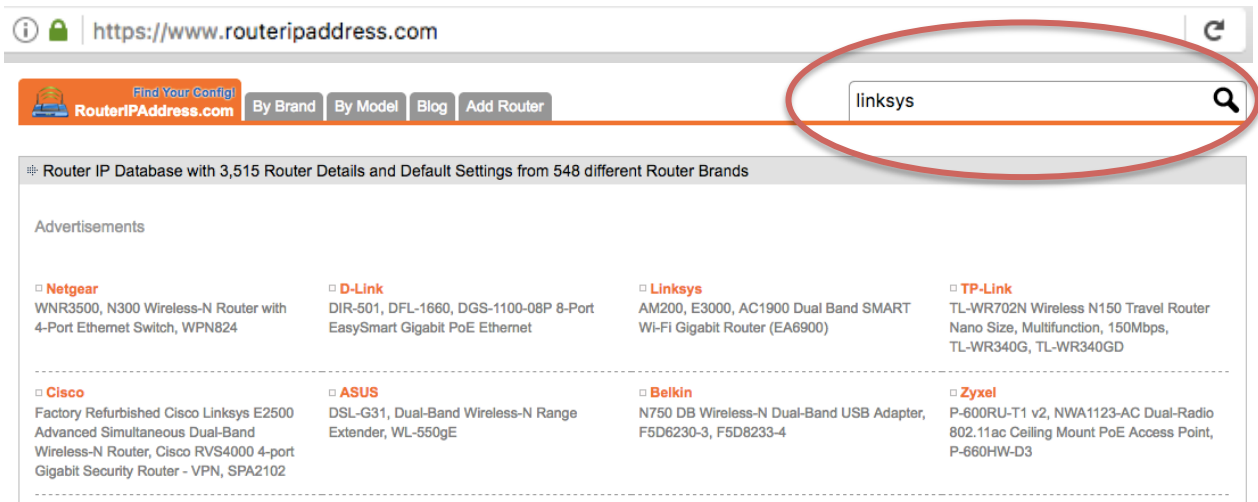 https://www.routeripaddress.com
Find Your Config!
RouterIPAddress.com
By Brand
By Model
Blog
Add Router
linksys
Router IP Database with 3,515 Router Details and Default Settings from 548 different Router Brands
Advertisements
Netgear
WNR3500, N300 Wireless-N Router with
4-Port Ethernet Switch, WPN824
D-Link
DIR-501, DFL-1660, DGS-1100-08P 8-Port
EasySmart Gigabit PoE Ethernet
Linksys
AM200, E3000, AC1900 Dual Band SMART
Wi-Fi Gigabit Router (EA6900)
TP-Link
TL-WR702N Wireless N150 Travel Router
Nano Size, Multifunction, 150Mbps,
TL-WR340G, TL-WR340GD
Cisco
Factory Refurbished Cisco Linksys E2500
Advanced Simultaneous Dual-Band
Wireless-N Router, Cisco RVS4000 4-port
Gigabit Security Router - VPN, SPA2102
ASUS
DSL-G31, Dual-Band Wireless-N Range
Extender, WL-550gE
Belkin
N750 DB Wireless-N Dual-Band USB Adapter,
F5D6230-3, F5D8233-4
Zyxel
P-600RU-T1 v2, NWA1123-AC Dual-Radio
802.11ac Ceiling Mount PoE Access Point,
P-660HW-D3